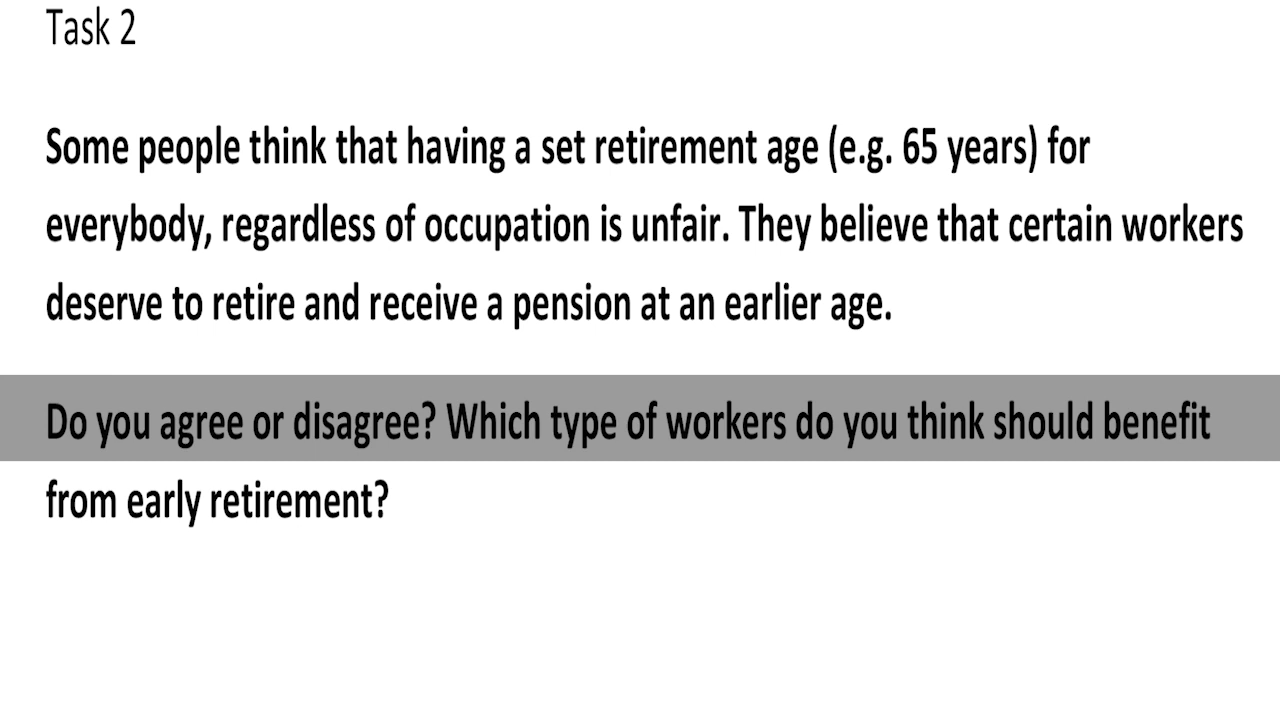 Task 2
Some people think that having a set retirement age (e.g. 65 years) for
everybody, regardless of occupation is unfair. They believe that certain workers
deserve to retire and receive a pension at an earlier age.
Do you agree or disagree? Which type of workers do you think should benefit
from early retirement?